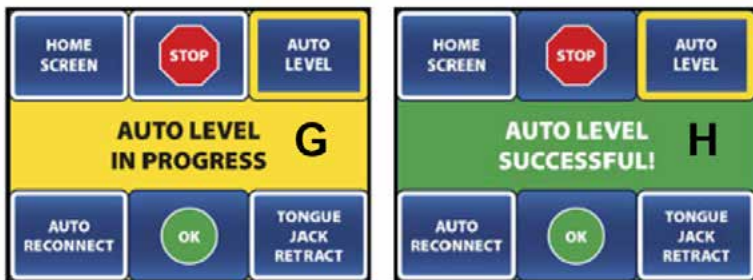 HOME
SCREEN
STOP
AUTO
LEVEL
AUTO LEVEL
IN PROGRESS
G
AUTO
RECONNECT
OK
TONGUE
JACK
RETRACT
HOME
SCREEN
STOP
AUTO
LEVEL
AUTO LEVEL
SUCCESSFUL!
H
AUTO
RECONNECT
OK
TONGUE
JACK
RETRACT